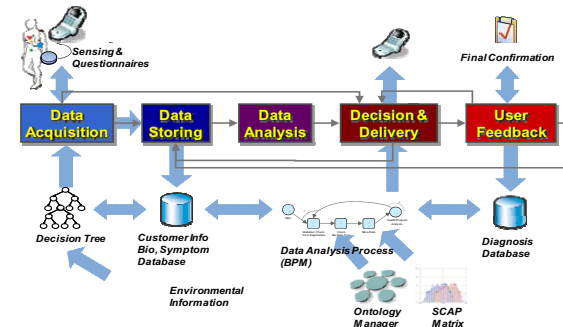 Sensing &
Questionnaires
Final Confirmation
Data
Acquisition
Data
Storing
Data
Analysis
Decision &
Delivery
User
Feedback
Decision Tree
Customer Info
Bio, Symptom
Database
Data Analysis Process
(BPM)
Diagnosis
Database
Environmental
Information
Ontology
Manager
SCAP
Matrix